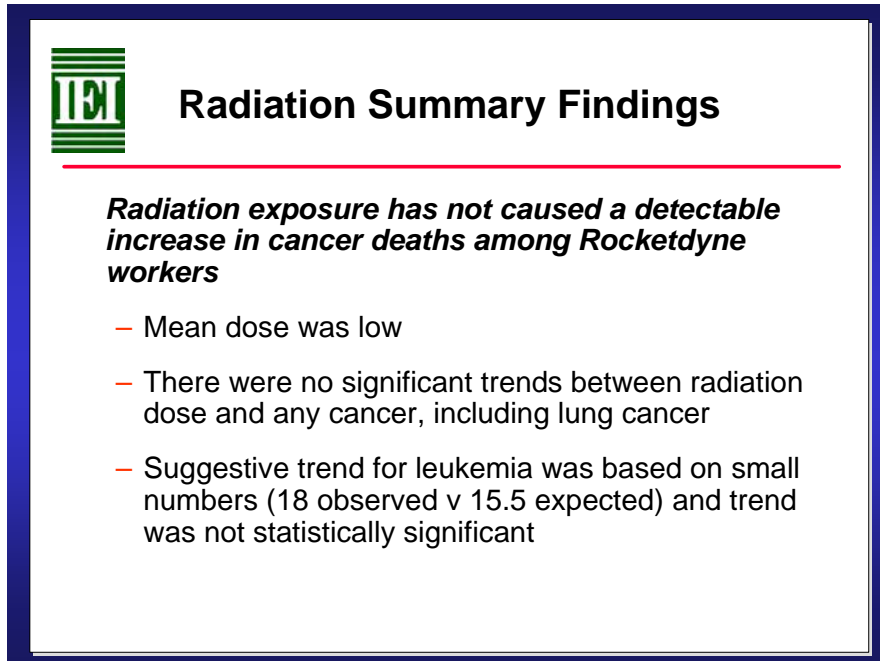 IEI
Radiation Summary Findings
Radiation exposure has not caused a detectable
increase in cancer deaths among Rocketdyne
workers
– Mean dose was low
– There were no significant trends between radiation
dose and any cancer, including lung cancer
– Suggestive trend for leukemia was based on small
numbers (18 observed v 15.5 expected) and trend
was not statistically significant